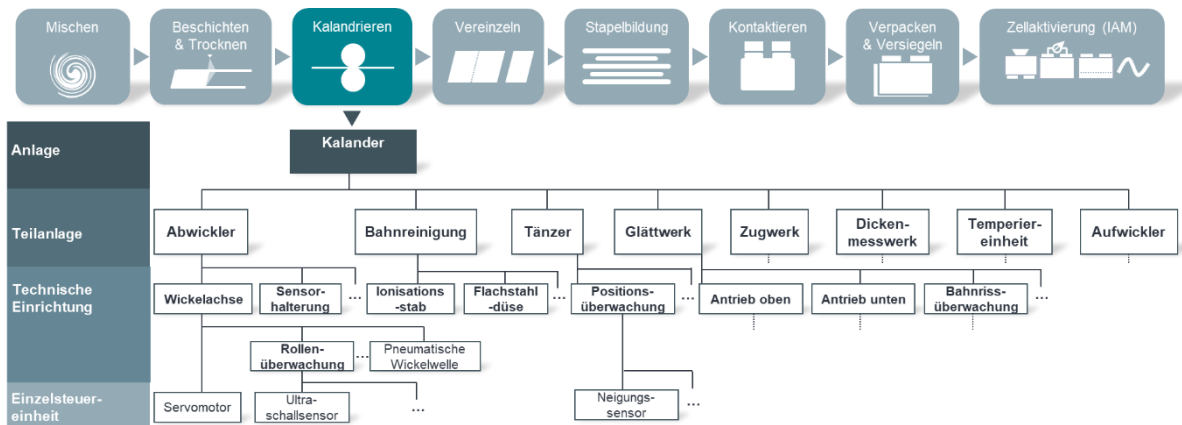 Mischen
Beschichten
& Trocknen
Kalandrieren
Vereinzeln
Stapelbildung
Kontaktieren
Verpacken
& Versiegeln
Zellaktivierung (IAM)
Anlage
Kalander
Teilanlage
Abwickler
Bahnreinigung
Tänzer
Glättwerk
Zugwerk
Dicken-
messwerk
Temperier-
einheit
Aufwickler
Technische
Einrichtung
Wickelachse
Sensor-
halterung
...
Ionisations
-stab
Flachstahl
-düse
...
Positions-
überwachung
...
Antrieb oben
Antrieb unten
Bahnriss-
überwachung
...
Rollen-
überwachung
...
Pneumatische
Wickelwelle
Einzelsteuer-
einheit
Servomotor
Ultra-
schallsensor
...
Neigungs-
sensor
...